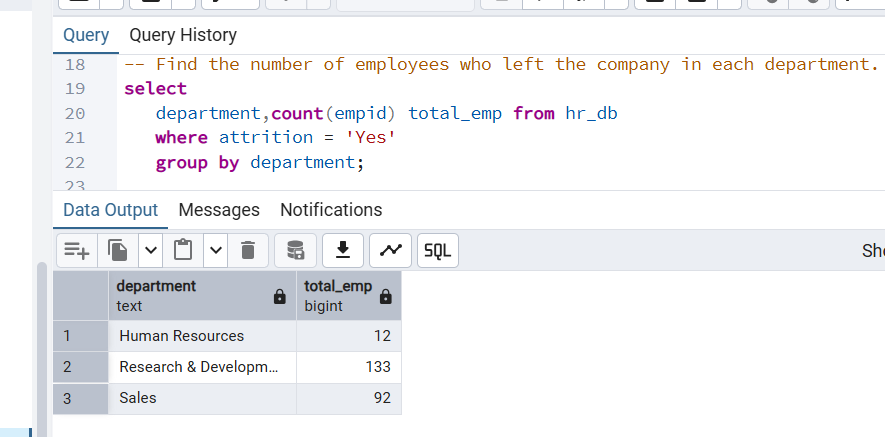 Query Query History
18 -- Find the number of employees who left the company in each department.
19 select
20 department,count(empid) total_emp from hr_db
21 where attrition = 'Yes'
22 group by department;
23
Data Output Messages Notifications
SQL
department total_emp
text bigint
1 Human Resources 12
2 Research & Developm... 133
3 Sales 92